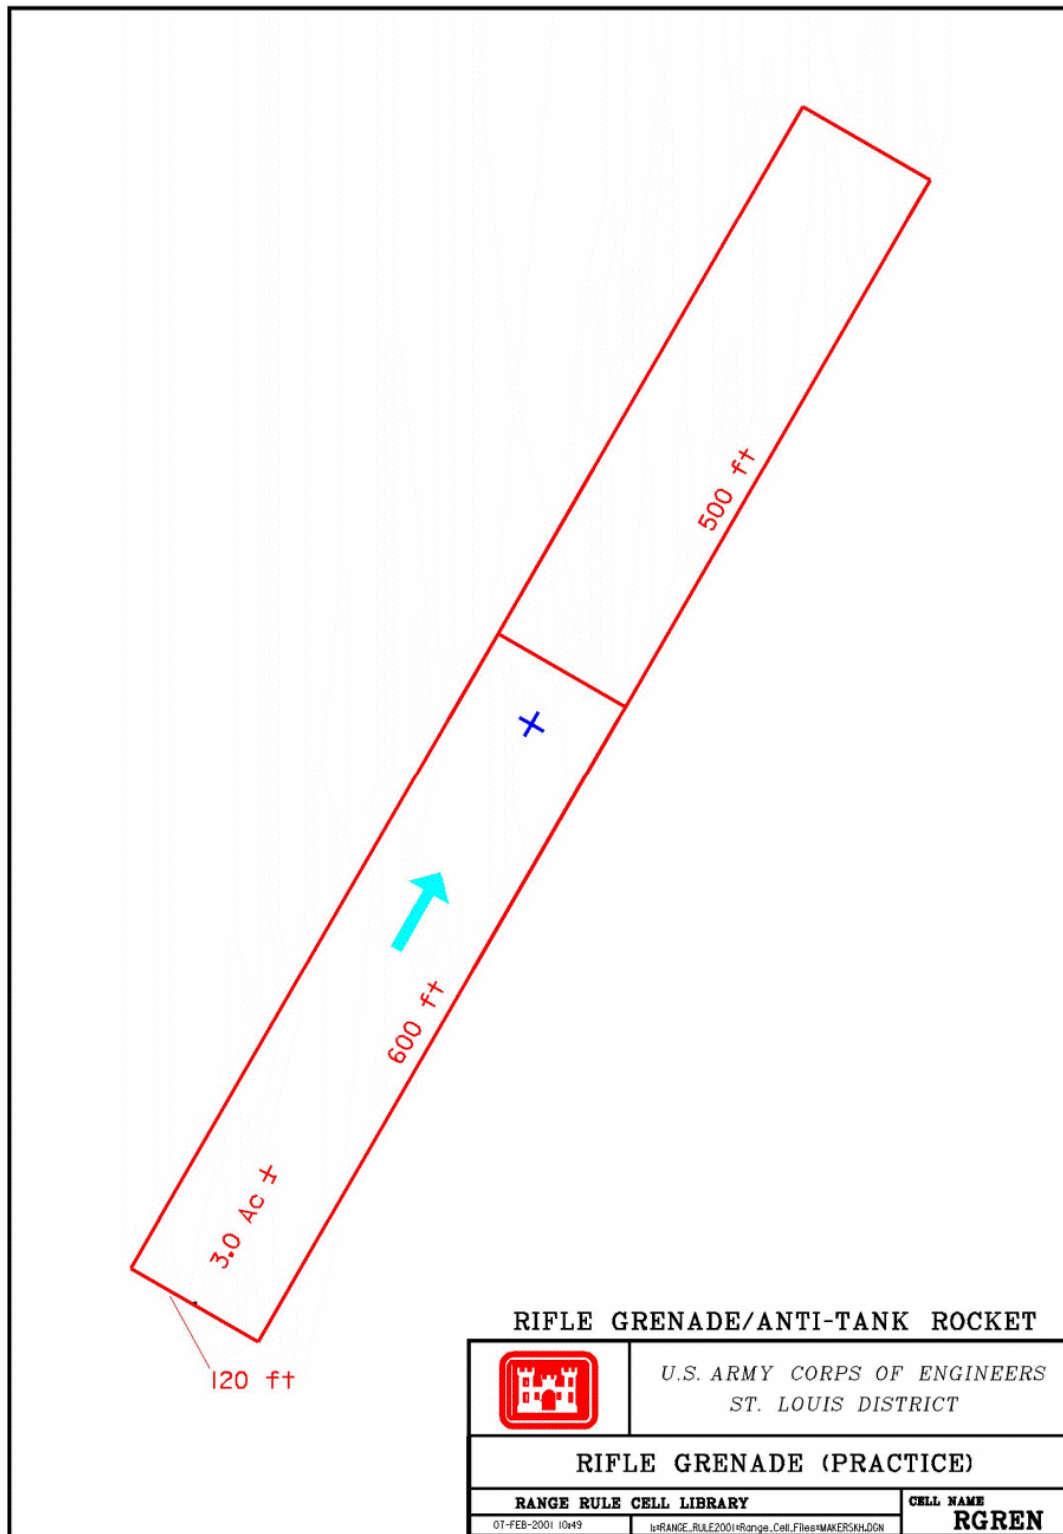 500 ft
600 ft
3.0 Ac ±
120 ft
RIFLE GRENADE/ANTI-TANK ROCKET
U.S. ARMY CORPS OF ENGINEERS
ST. LOUIS DISTRICT
RIFLE GRENADE (PRACTICE)
RANGE RULE CELL LIBRARY
CELL NAME
RGREN
07-FEB-2001 10:49